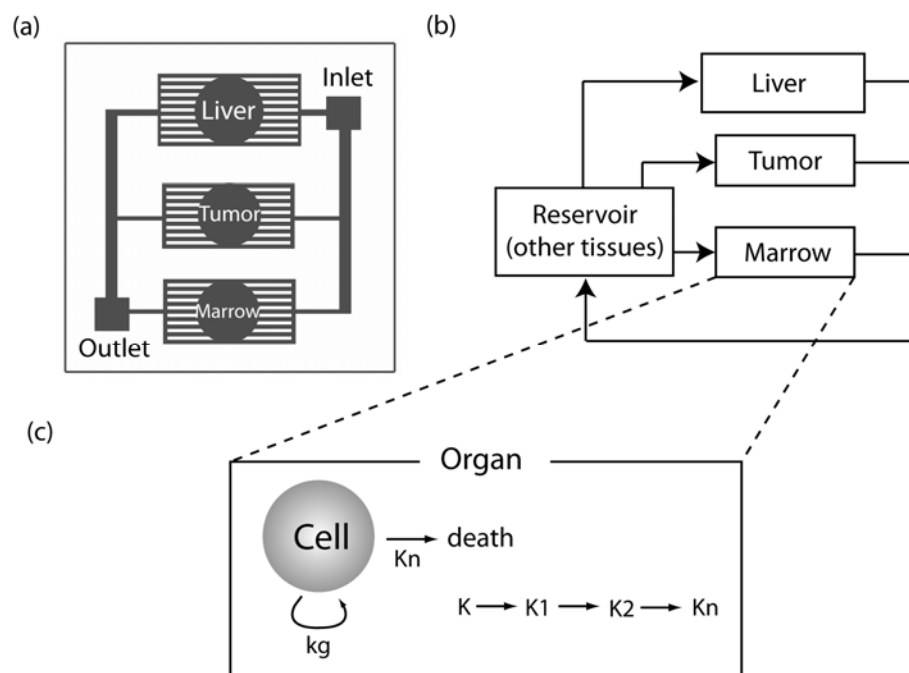 (a)
Liver
Inlet
Tumor
Marrow
Outlet
(b)
Liver
Tumor
Reservoir
(other tissues)
Marrow
(c)
Organ
Cell
Kn
death
kg
K K1 K2 Kn